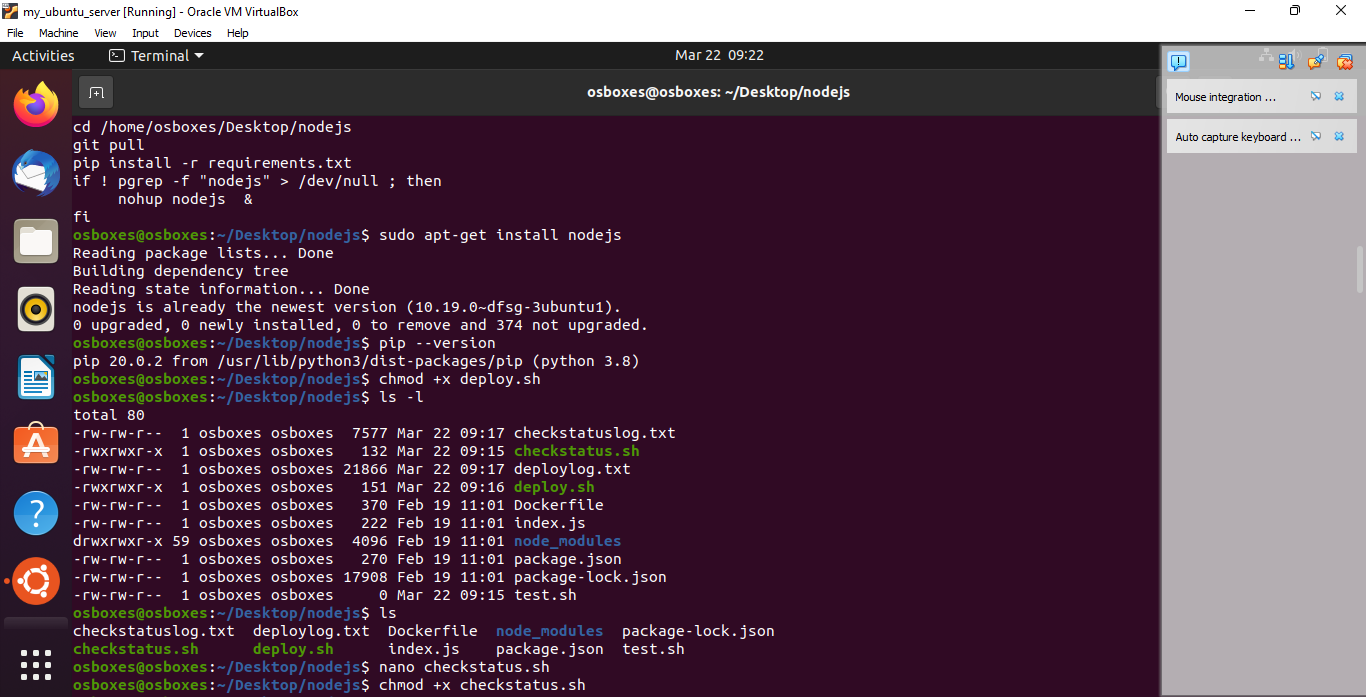 my_ubuntu_server [Running] - Oracle VM VirtualBox
File Machine View Input Devices Help
Activities Terminal Mar 22 09:22
osboxes@osboxes: ~/Desktop/nodejs
Mouse integration ...
Auto capture keyboard ...
cd /home/osboxes/Desktop/nodejs
git pull
pip install -r requirements.txt
if ! pgrep -f "nodejs" > /dev/null ; then
     nohup nodejs  &
fi
osboxes@osboxes:~/Desktop/nodejs$ sudo apt-get install nodejs
Reading package lists... Done
Building dependency tree
Reading state information... Done
nodejs is already the newest version (10.19.0~dfsg-3ubuntu1).
0 upgraded, 0 newly installed, 0 to remove and 374 not upgraded.
osboxes@osboxes:~/Desktop/nodejs$ pip --version
pip 20.0.2 from /usr/lib/python3/dist-packages/pip (python 3.8)
osboxes@osboxes:~/Desktop/nodejs$ chmod +x deploy.sh
osboxes@osboxes:~/Desktop/nodejs$ ls -l
total 80
-rw-rw-r--  1 osboxes osboxes  7577 Mar 22 09:17 checkstatuslog.txt
-rwxrwxr-x  1 osboxes osboxes   132 Mar 22 09:15 checkstatus.sh
-rw-rw-r--  1 osboxes osboxes 21866 Mar 22 09:17 deploylog.txt
-rwxrwxr-x  1 osboxes osboxes   151 Mar 22 09:16 deploy.sh
-rw-rw-r--  1 osboxes osboxes   370 Feb 19 11:01 Dockerfile
-rw-rw-r--  1 osboxes osboxes   222 Feb 19 11:01 index.js
drwxrwxr-x 59 osboxes osboxes  4096 Feb 19 11:01 node_modules
-rw-rw-r--  1 osboxes osboxes   270 Feb 19 11:01 package.json
-rw-rw-r--  1 osboxes osboxes 17908 Feb 19 11:01 package-lock.json
-rw-rw-r--  1 osboxes osboxes     0 Mar 22 09:15 test.sh
osboxes@osboxes:~/Desktop/nodejs$ ls
checkstatuslog.txt  deploylog.txt  Dockerfile  node_modules  package-lock.json
checkstatus.sh      deploy.sh      index.js    package.json  test.sh
osboxes@osboxes:~/Desktop/nodejs$ nano checkstatus.sh
osboxes@osboxes:~/Desktop/nodejs$ chmod +x checkstatus.sh